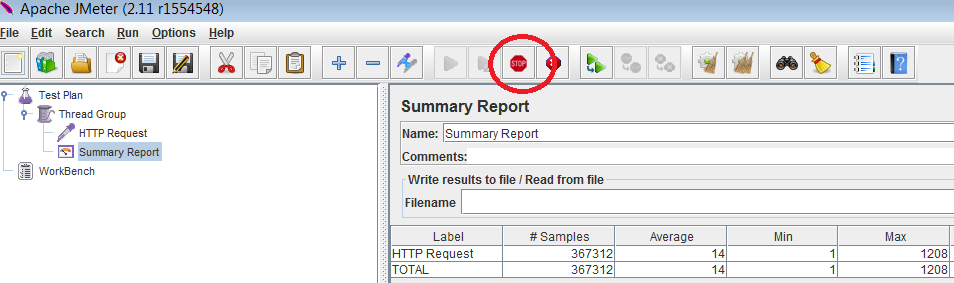 Apache JMeter (2.11 r1554548)
File Edit Search Run Options Help
STOP
Test Plan
Thread Group
HTTP Request
Summary Report
WorkBench
Summary Report
Name: Summary Report
Comments:
Write results to file / Read from file
Filename
Label # Samples Average Min Max
HTTP Request 367312 14 1 1208
TOTAL 367312 14 1 1208